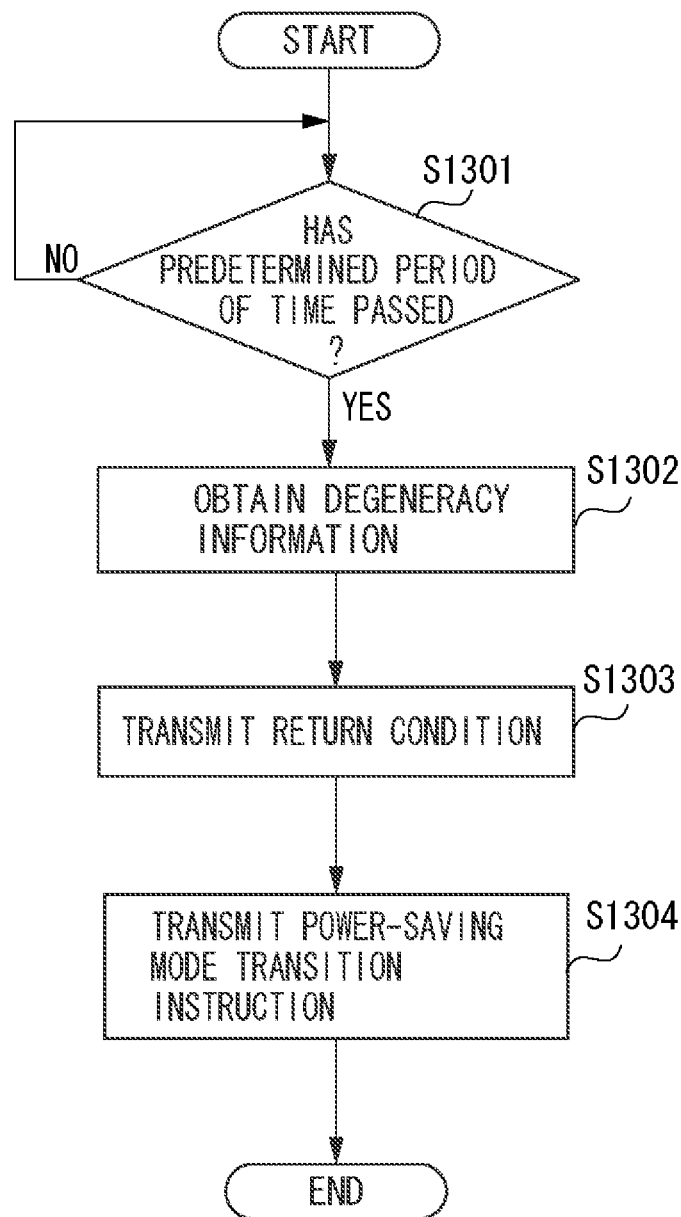 START
S1301
HAS
PREDETERMINED PERIOD
OF TIME PASSED
?
NO
YES
S1302
OBTAIN DEGENERACY
INFORMATION
S1303
TRANSMIT RETURN CONDITION
S1304
TRANSMIT POWER-SAVING
MODE TRANSITION
INSTRUCTION
END